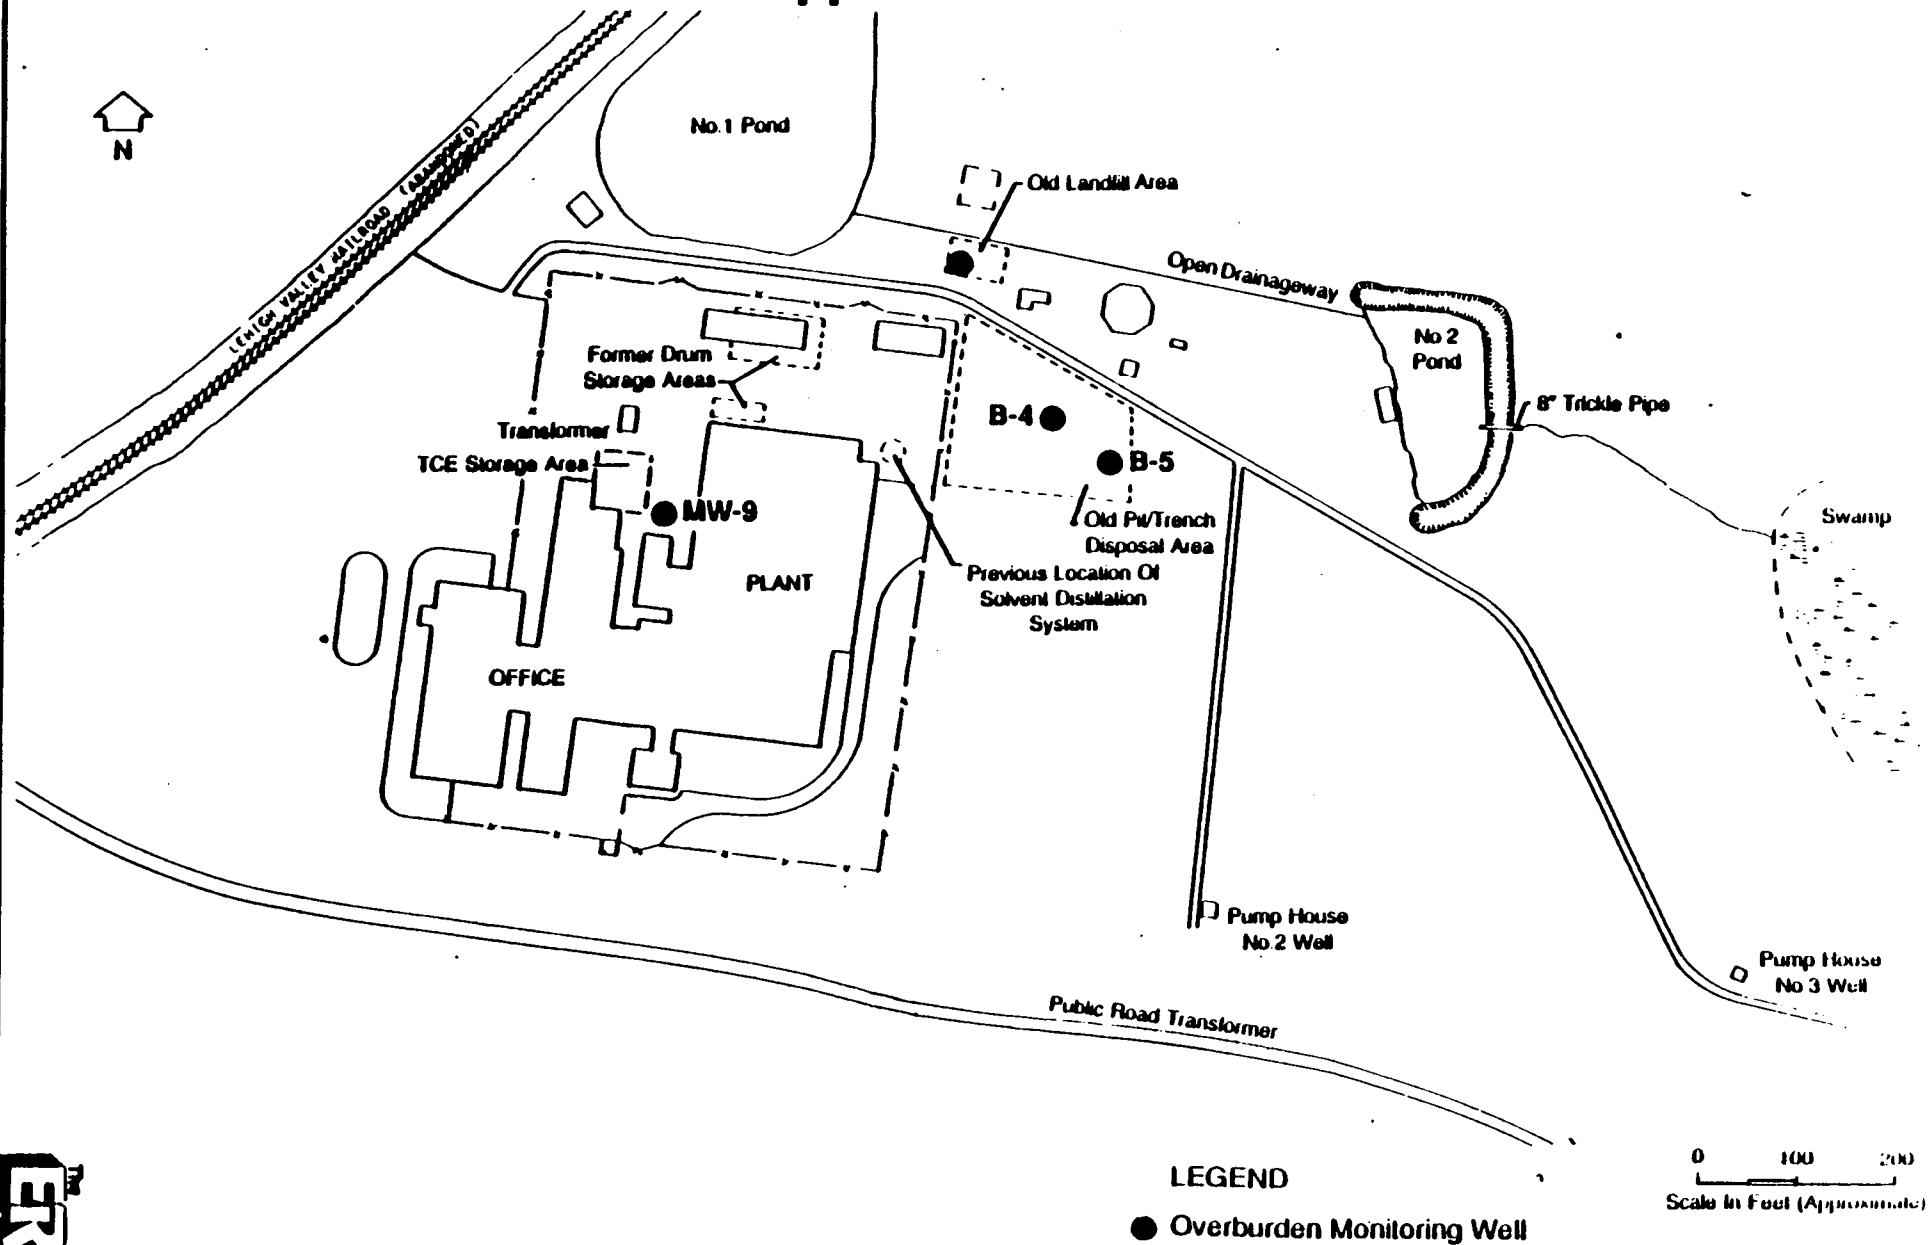 N
LEHIGH VALLEY RAILROAD (ABANDONED)
No.1 Pond
Old Landfill Area
Open Drainageway
No 2
Pond
8" Trickle Pipe
Swamp
Former Drum
Storage Areas
Transformer
TCE Storage Area
MW-9
B-4
B-5
Old Pit/Trench
Disposal Area
Previous Location Of
Solvent Distillation
System
PLANT
OFFICE
Pump House
No.2 Well
Pump House
No 3 Well
Public Road Transformer
LEGEND
Overburden Monitoring Well
0 100 200
Scale In Feet (Approximate)
The
ER